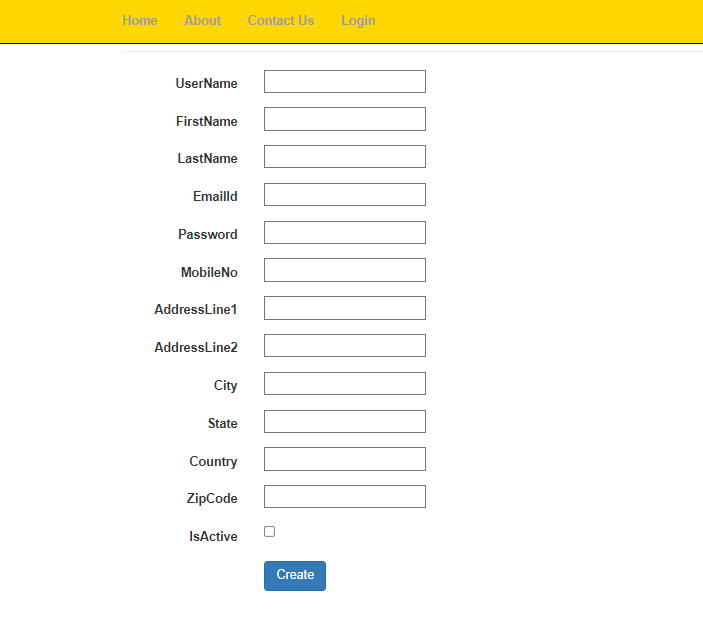 Home About Contact Us Login
UserName
FirstName
LastName
EmailId
Password
MobileNo
AddressLine1
AddressLine2
City
State
Country
ZipCode
IsActive
Create